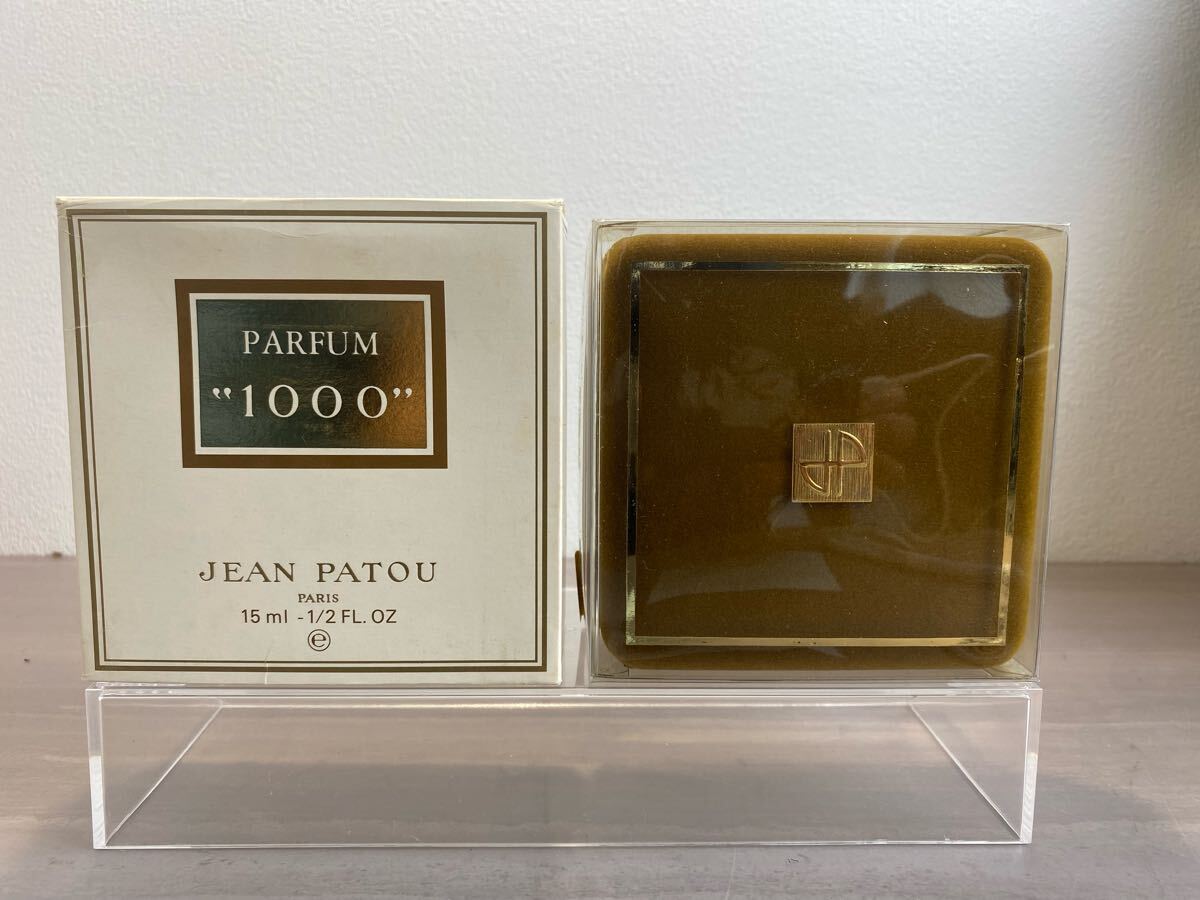 PARFUM
“1000”
JEAN PATOU
PARIS
15 ml - 1/2 FL. OZ
e